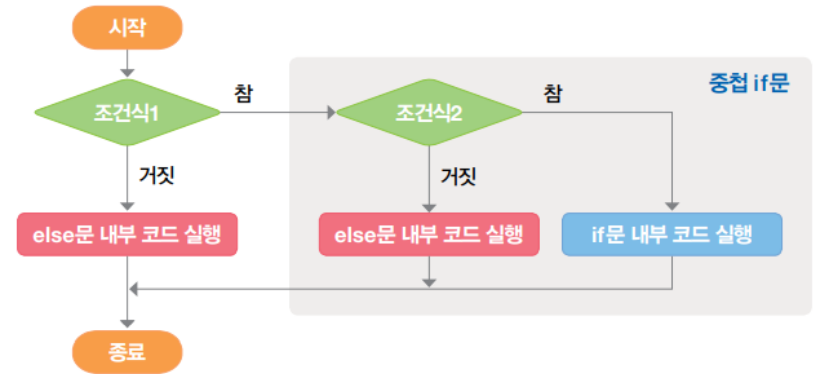 시작
중첩 if문
조건식1
참
조건식2
참
거짓
거짓
else문 내부 코드 실행
else문 내부 코드 실행
if문 내부 코드 실행
종료